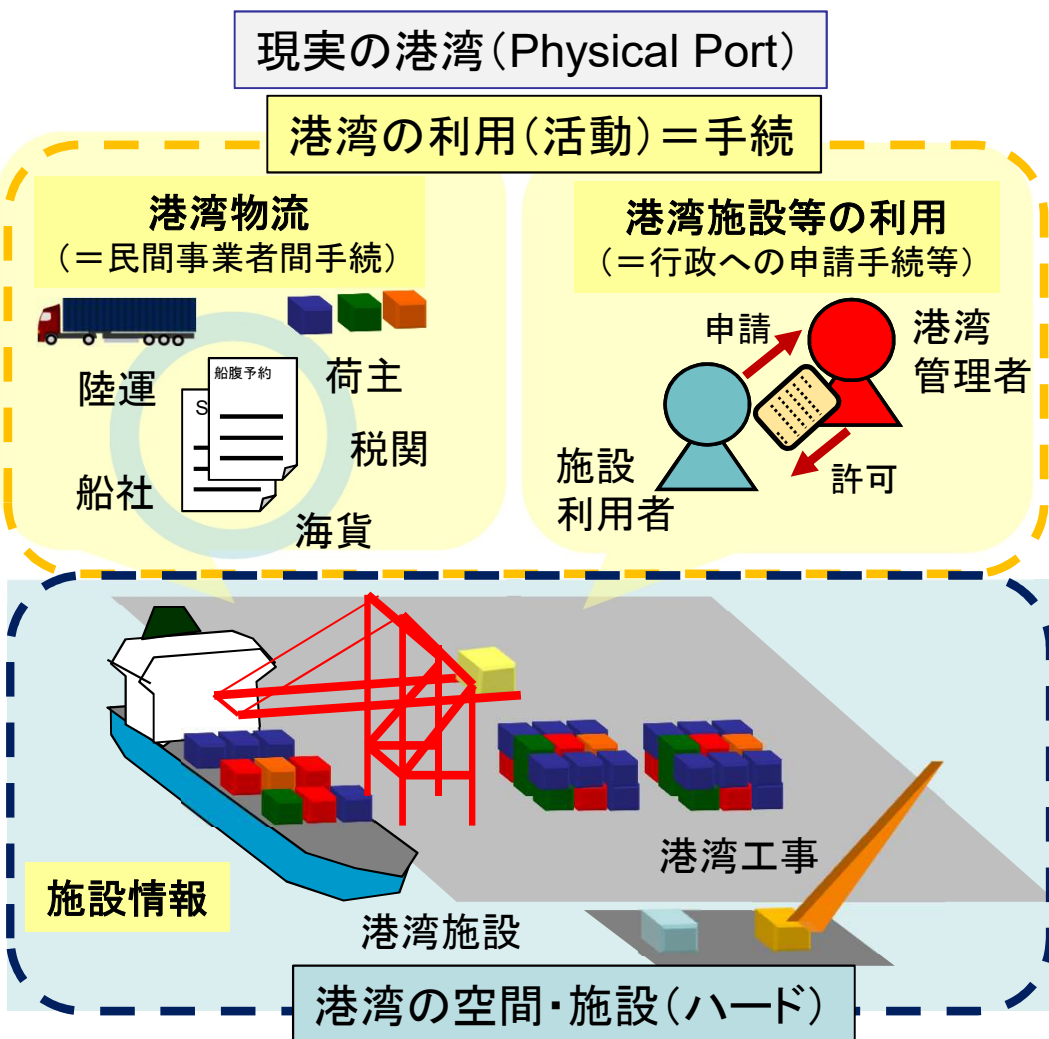 現実の港湾(Physical Port)
港湾の利用(活動)=手続
港湾物流
(=民間事業者間手続)
陸運
船腹予約
S
荷主
税関
船社
海貨
港湾施設等の利用
(=行政への申請手続等)
申請
港湾
管理者
施設
利用者
許可
港湾工事
施設情報
港湾施設
港湾の空間・施設(ハード)